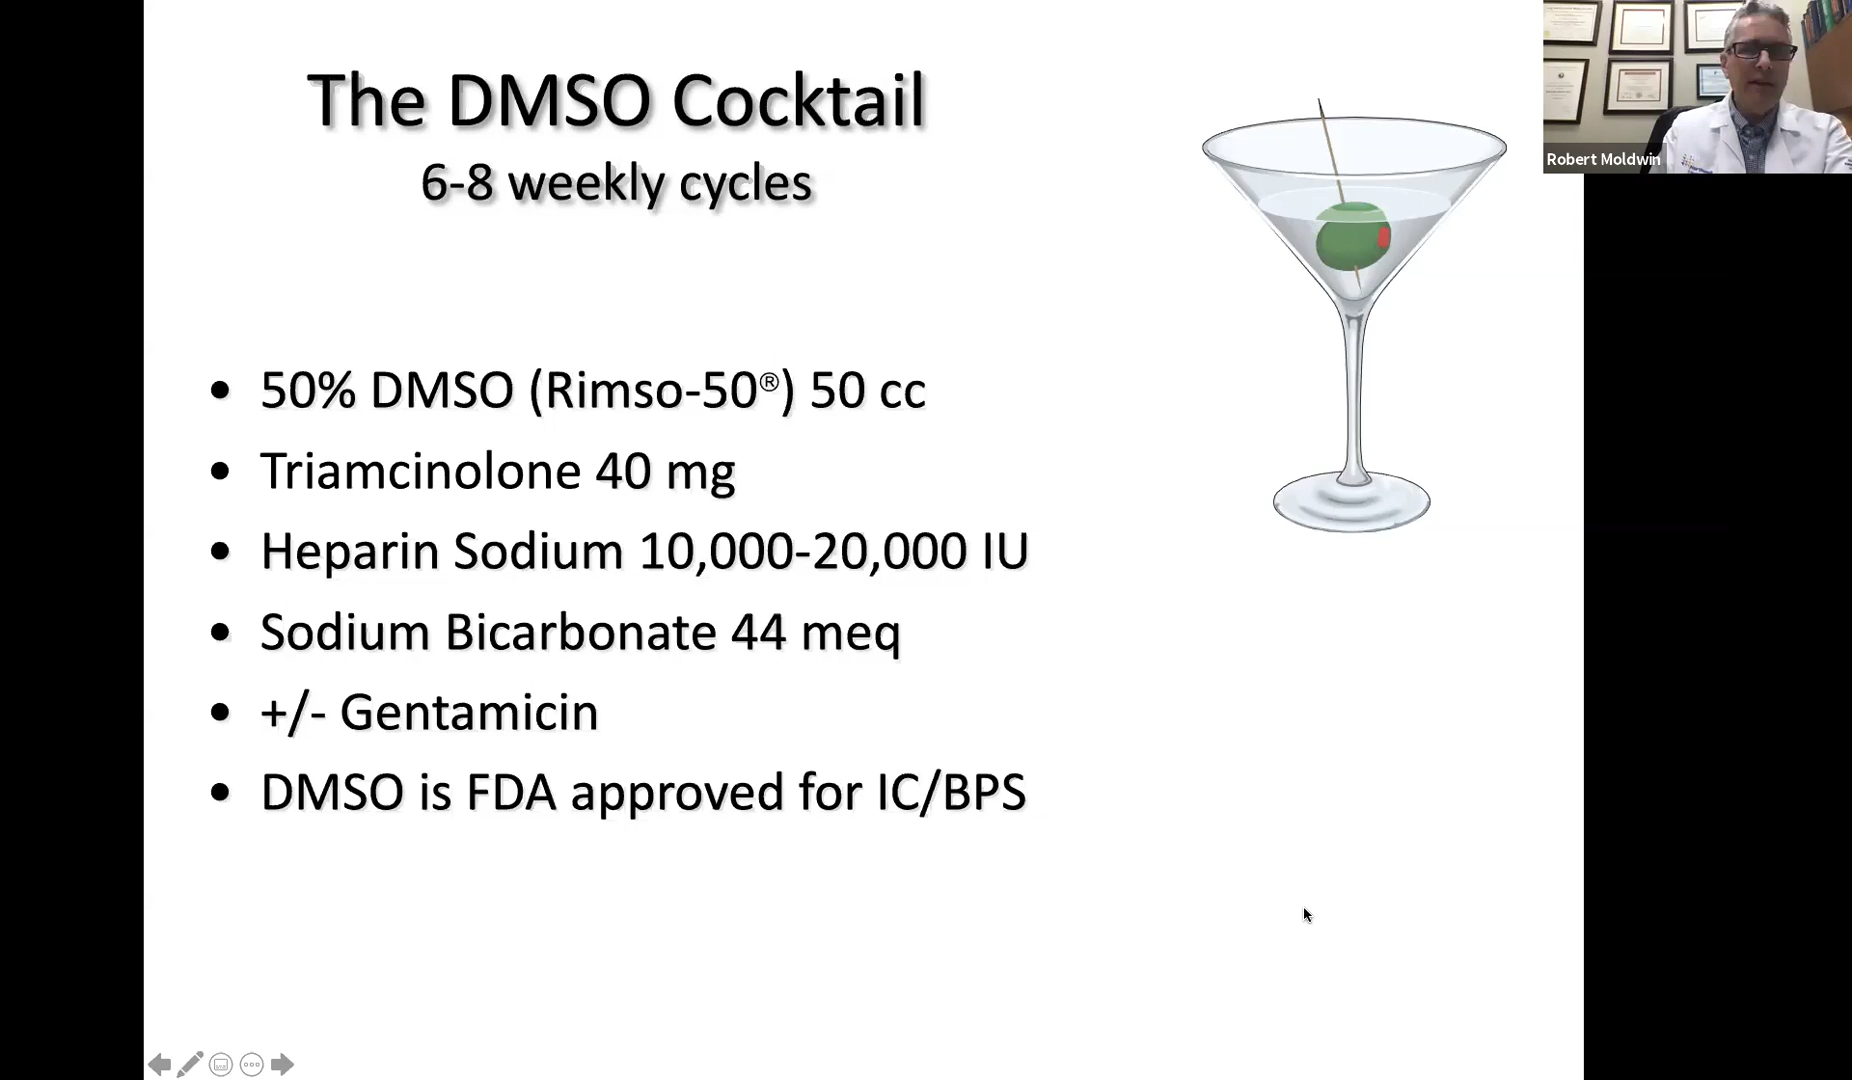 The DMSO Cocktail
6-8 weekly cycles
• 50% DMSO (Rimso-50®) 50 cc
• Triamcinolone 40 mg
• Heparin Sodium 10,000-20,000 IU
• Sodium Bicarbonate 44 meq
• +/- Gentamicin
• DMSO is FDA approved for IC/BPS
Robert Moldwin